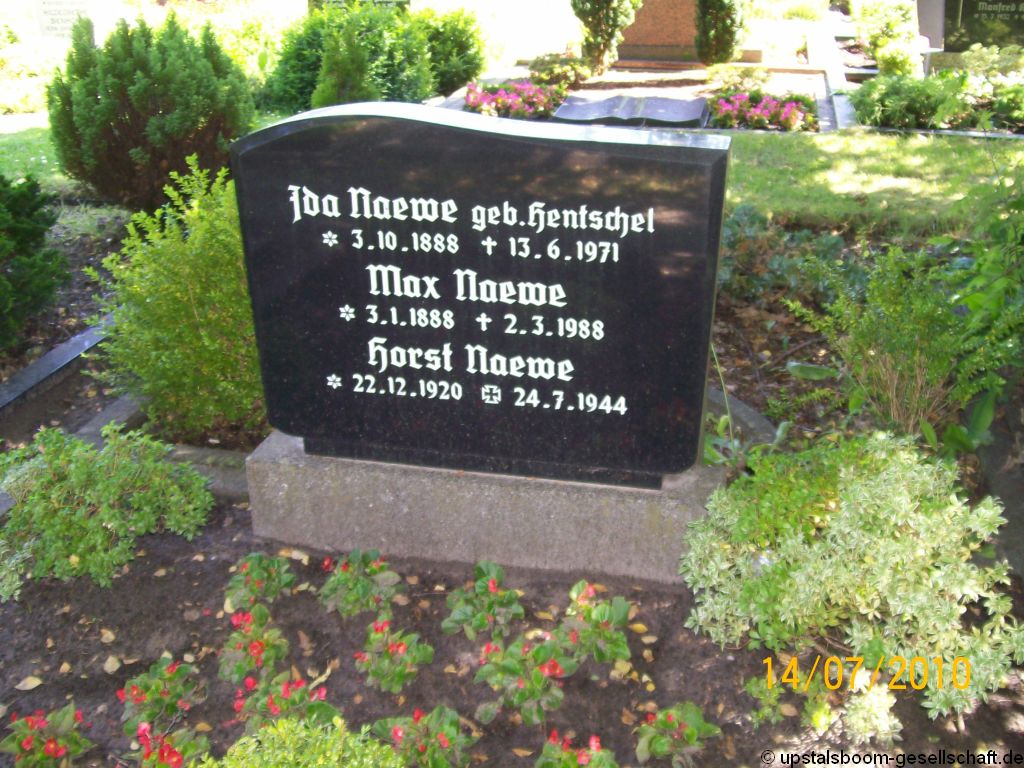 Ida Naewe geb. Hentschel
* 3.10.1888 ✝ 13.6.1971
Max Naewe
* 3.1.1888 ✝ 2.3.1988
Horst Naewe
* 22.12.1920 ✠ 24.7.1944
Manfred
14/07/2010
© upstalsboom-gesellschaft.de